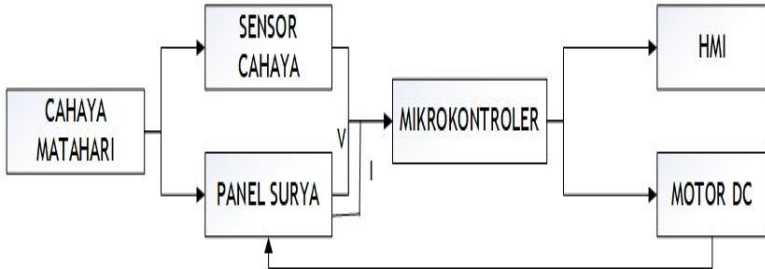 SENSOR
CAHAYA
HMI
CAHAYA
MATAHARI
MIKROKONTROLER
V
I
PANEL SURYA
MOTOR DC